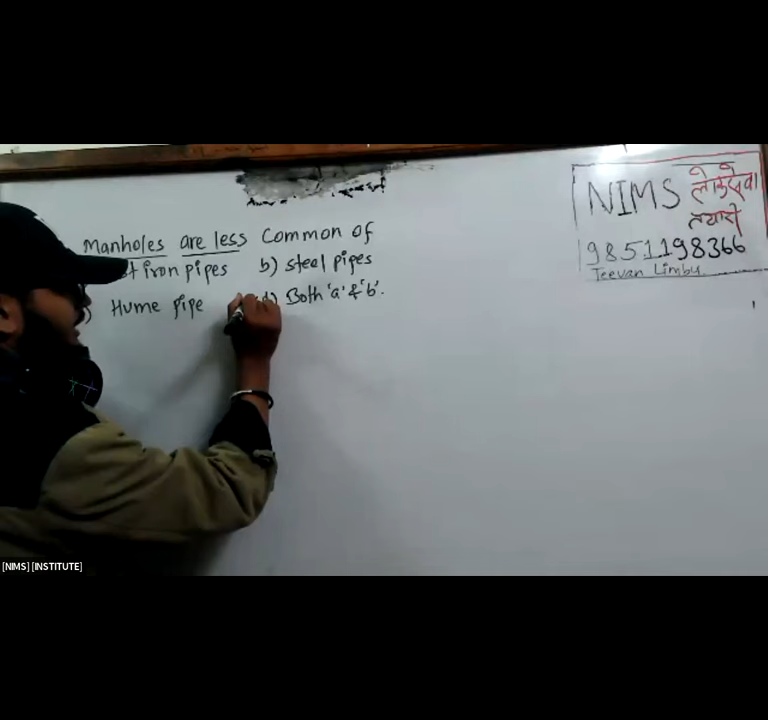 Manholes are less Common of
t iron pipes b) steel pipes
) Hume pipe d) Both 'a' & 'b'.
NIMS लोकसेवा
तयारी
9851198366
Jeevan Limbu
[NIMS] [INSTITUTE]